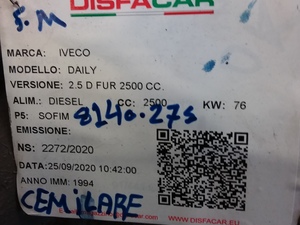 DISFACAR
S.M
MARCA: IVECO
MODELLO: DAILY
VERSIONE: 2.5 D FUR 2500 CC.
ALIM.: DIESEL CC: 2500 KW: 76
P5: SOFIM 8140.27S
EMISSIONE:
NS: 2272/2020
DATA:25/09/2020 10:42:00
ANNO IMM: 1994
CEMILARE
WWW.DISFACAR.EU